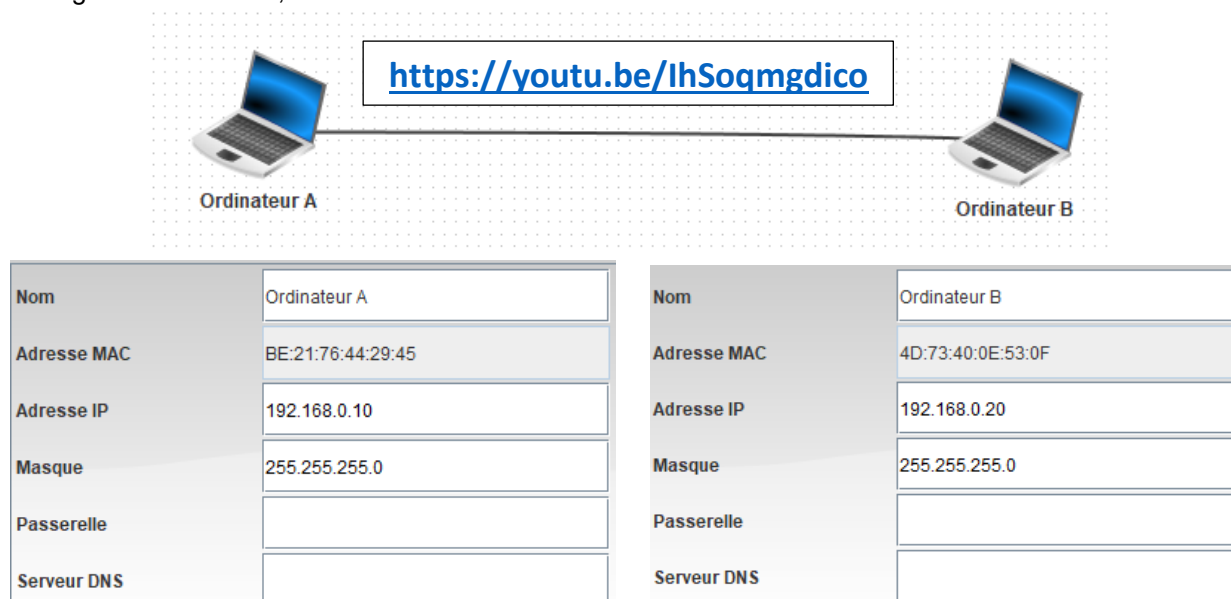 https://youtu.be/IhSoqmgdico
Ordinateur A
Ordinateur B
Nom
Ordinateur A
Adresse MAC
BE:21:76:44:29:45
Adresse IP
192.168.0.10
Masque
255.255.255.0
Passerelle
Serveur DNS
Nom
Ordinateur B
Adresse MAC
4D:73:40:0E:53:0F
Adresse IP
192.168.0.20
Masque
255.255.255.0
Passerelle
Serveur DNS